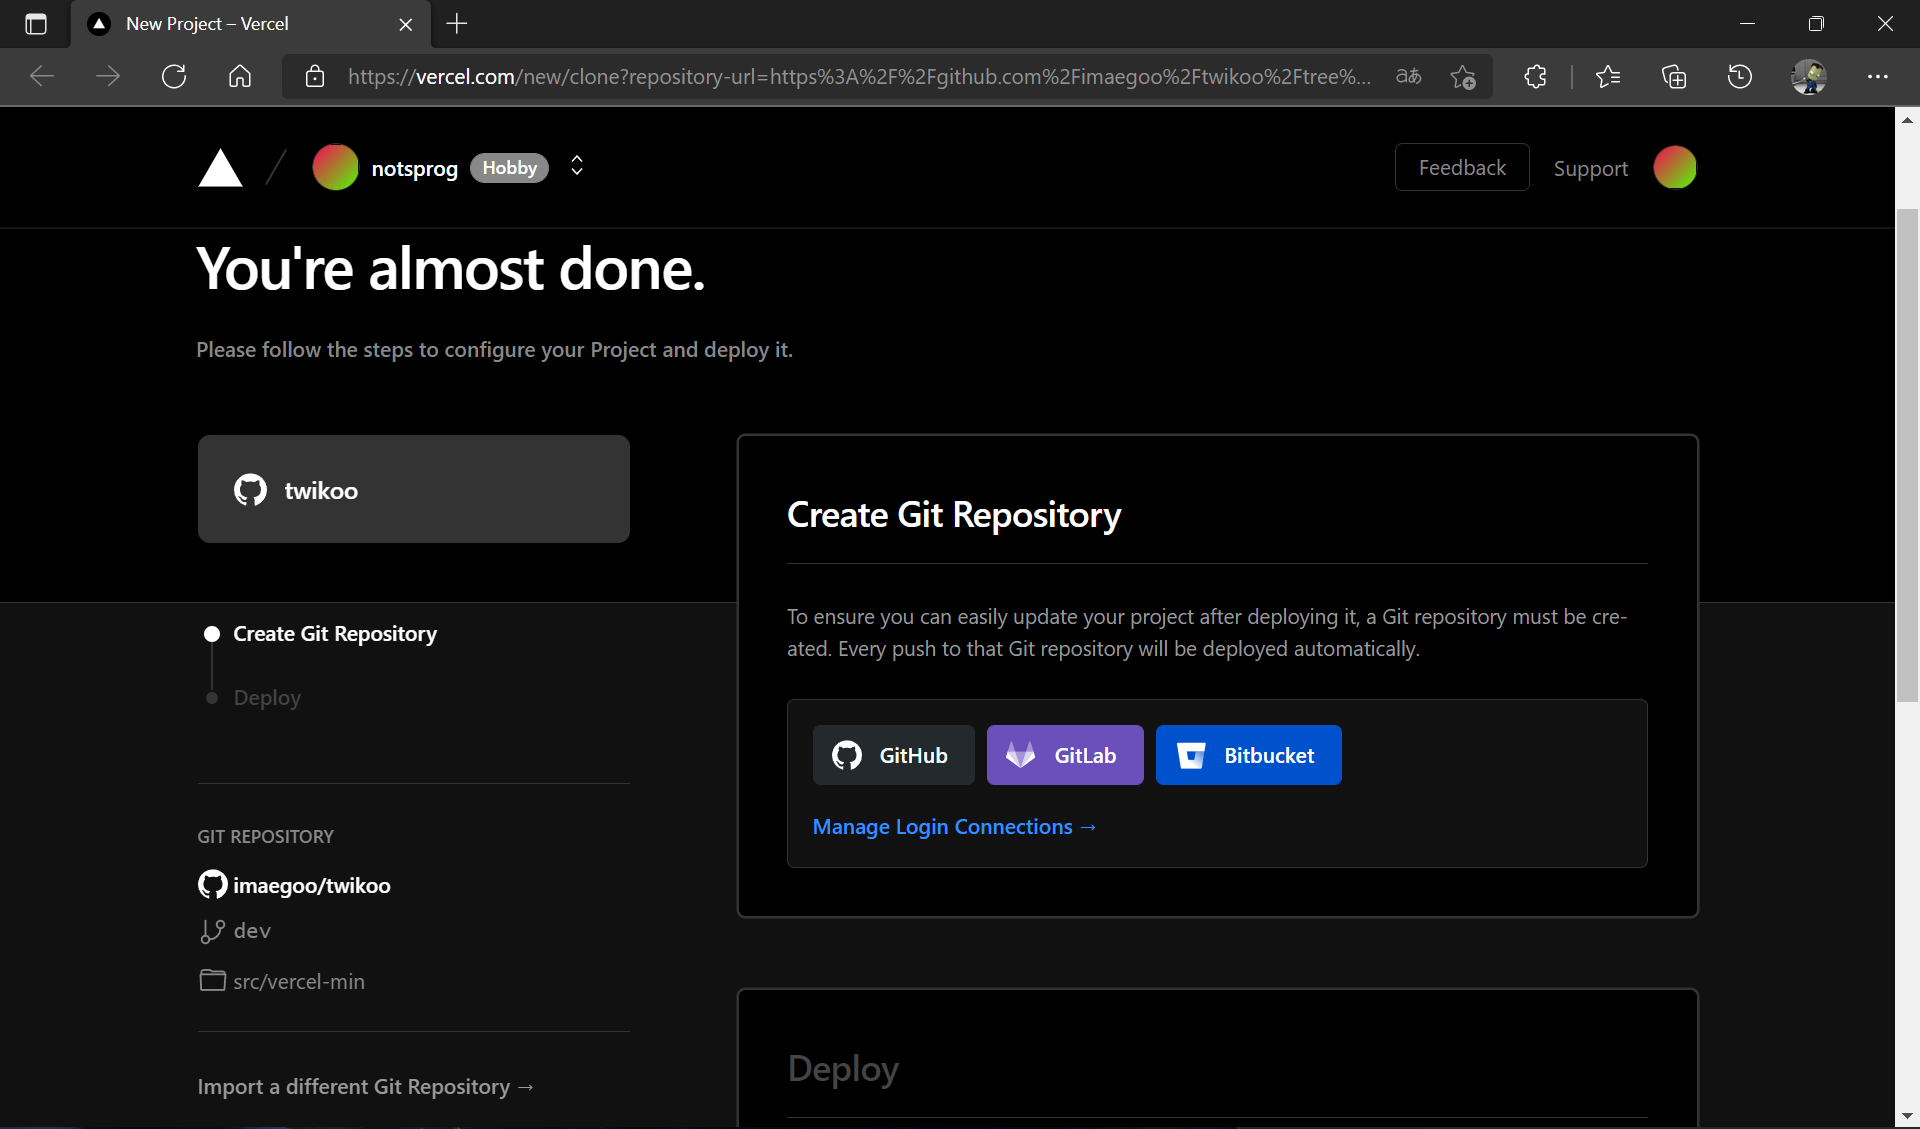 New Project – Vercel
https://vercel.com/new/clone?repository-url=https%3A%2F%2Fgithub.com%2Fimaegoo%2Ftwikoo%2Ftree%...
aあ
notsprog Hobby
Feedback
Support
You're almost done.
Please follow the steps to configure your Project and deploy it.
twikoo
Create Git Repository
Deploy
GIT REPOSITORY
imaegoo/twikoo
dev
src/vercel-min
Import a different Git Repository →
Create Git Repository
To ensure you can easily update your project after deploying it, a Git repository must be cre-
ated. Every push to that Git repository will be deployed automatically.
GitHub
GitLab
Bitbucket
Manage Login Connections →
Deploy